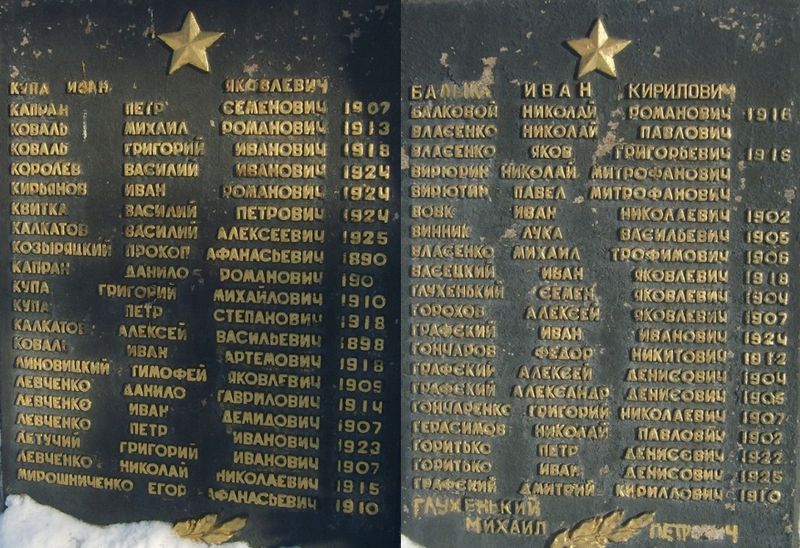 КУПА ИВАН ЯКОВЛЕВИЧ
КАПРАН ПЕТР СЕМЕНОВИЧ 1907
КОВАЛЬ МИХАИЛ РОМАНОВИЧ 1913
КОВАЛЬ ГРИГОРИЙ ИВАНОВИЧ 1918
КОРОЛЕВ ВАСИЛИЙ ИВАНОВИЧ 1924
КИРЬЯНОВ ИВАН РОМАНОВИЧ 1924
КВИТКА ВАСИЛИЙ ПЕТРОВИЧ 1924
КАЛКАТОВ ВАСИЛИЙ АЛЕКСЕЕВИЧ 1925
КОЗЫРЯЦКИЙ ПРОКОП АФАНАСЬЕВИЧ 1890
КАПРАН ДАНИЛО РОМАНОВИЧ 190
КУПА ГРИГОРИЙ МИХАЙЛОВИЧ 1910
КУПА ПЕТР СТЕПАНОВИЧ 1918
КАЛКАТОВ АЛЕКСЕЙ ВАСИЛЬЕВИЧ 1898
КОВАЛЬ ИВАН АРТЕМОВИЧ 1918
ЛИНОВИЦКИЙ ТИМОФЕЙ ЯКОВЛЕВИЧ 1909
ЛЕВЧЕНКО ДАНИЛО ГАВРИЛОВИЧ 1914
ЛЕВЧЕНКО ИВАН ДЕМИДОВИЧ 1907
ЛЕВЧЕНКО ПЕТР ИВАНОВИЧ 1923
ЛЕТУЧИЙ ГРИГОРИЙ ИВАНОВИЧ 1907
ЛЕВЧЕНКО НИКОЛАЙ НИКОЛАЕВИЧ 1915
МИРОШНИЧЕНКО ЕГОР АФАНАСЬЕВИЧ 1910
БАЛЫКА ИВАН КИРИЛОВИЧ
БАЛКОВОЙ НИКОЛАЙ РОМАНОВИЧ 1916
ВЛАСЕНКО НИКОЛАЙ ПАВЛОВИЧ
ВЛАСЕНКО ЯКОВ ГРИГОРЬЕВИЧ 1918
ВИРЮРИН НИКОЛАЙ МИТРОФАНОВИЧ
ВИРЮТИН ПАВЕЛ МИТРОФАНОВИЧ
ВОВК ИВАН НИКОЛАЕВИЧ 1902
ВИННИК ЛУКА ВАСИЛЬЕВИЧ 1905
ВЛАСЕНКО МИХАИЛ ТРОФИМОВИЧ 1906
ВАСЕЦКИЙ ИВАН ЯКОВЛЕВИЧ 1918
ГЛУХЕНЬКИЙ СЕМЕН ЯКОВЛЕВИЧ 1904
ГОРОХОВ АЛЕКСЕЙ ЯКОВЛЕВИЧ 1907
ГРАФСКИЙ ИВАН ИВАНОВИЧ 1924
ГОНЧАРОВ ФЕДОР НИКИТОВИЧ 1912
ГРАФСКИЙ АЛЕКСЕЙ ДЕНИСОВИЧ 1904
ГРАФСКИЙ АЛЕКСАНДР ДЕНИСОВИЧ 1906
ГОНЧАРЕНКО ГРИГОРИЙ НИКОЛАЕВИЧ 1907
ГЕРАСИМОВ НИКОЛАЙ ПАВЛОВИЧ 1902
ГОРИТЬКО ПЕТР ДЕНИСОВИЧ 1922
ГОРИТЬКО ИВАН ДЕНИСОВИЧ 1925
ГРАФСКИЙ ДМИТРИЙ КИРИЛЛОВИЧ 1910
ГЛУХЕНЬКИЙ
МИХАИЛ ПЕТРОВИЧ